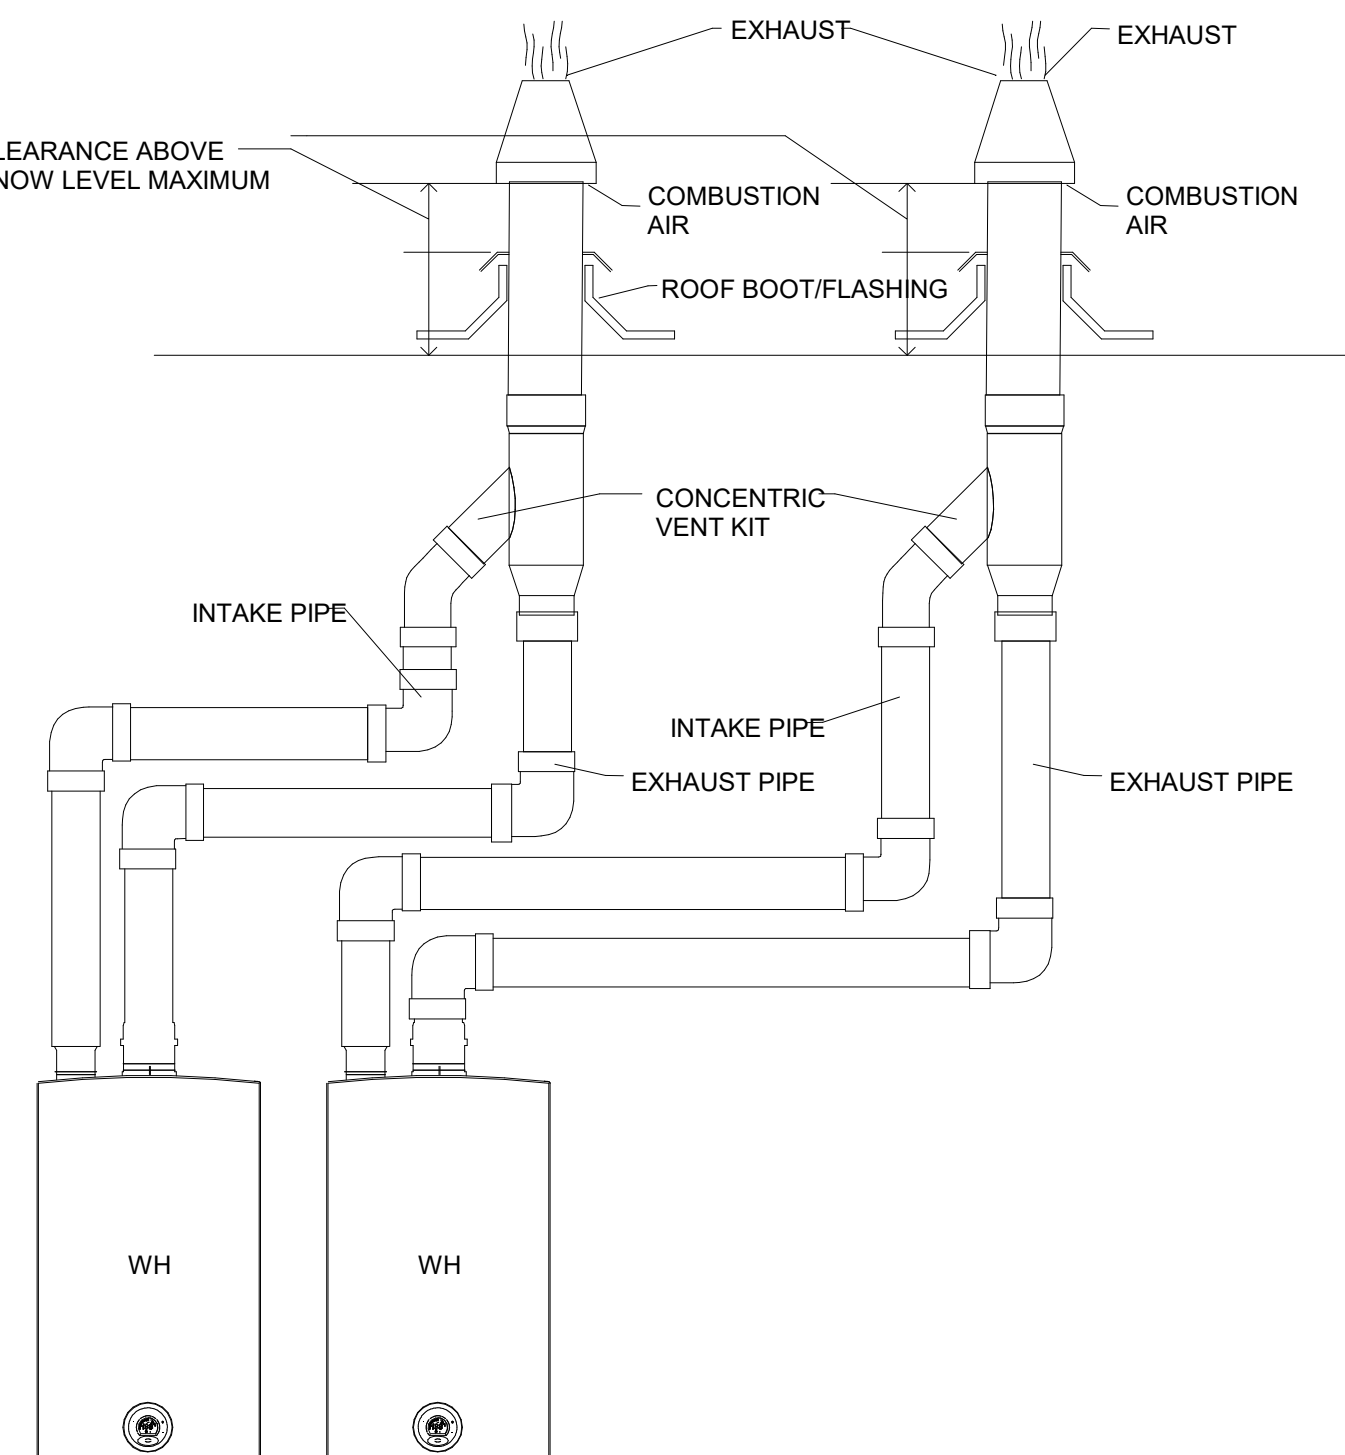 EXHAUST
EXHAUST
LEARANCE ABOVE
NOW LEVEL MAXIMUM
COMBUSTION
AIR
COMBUSTION
AIR
ROOF BOOT/FLASHING
CONCENTRIC
VENT KIT
INTAKE PIPE
INTAKE PIPE
EXHAUST PIPE
EXHAUST PIPE
WH
WH